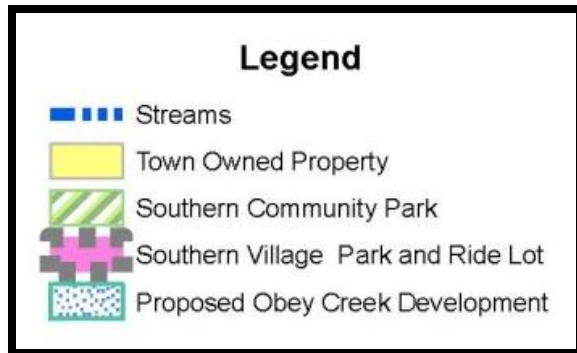 Legend
Streams
Town Owned Property
Southern Community Park
Southern Village Park and Ride Lot
Proposed Obey Creek Development